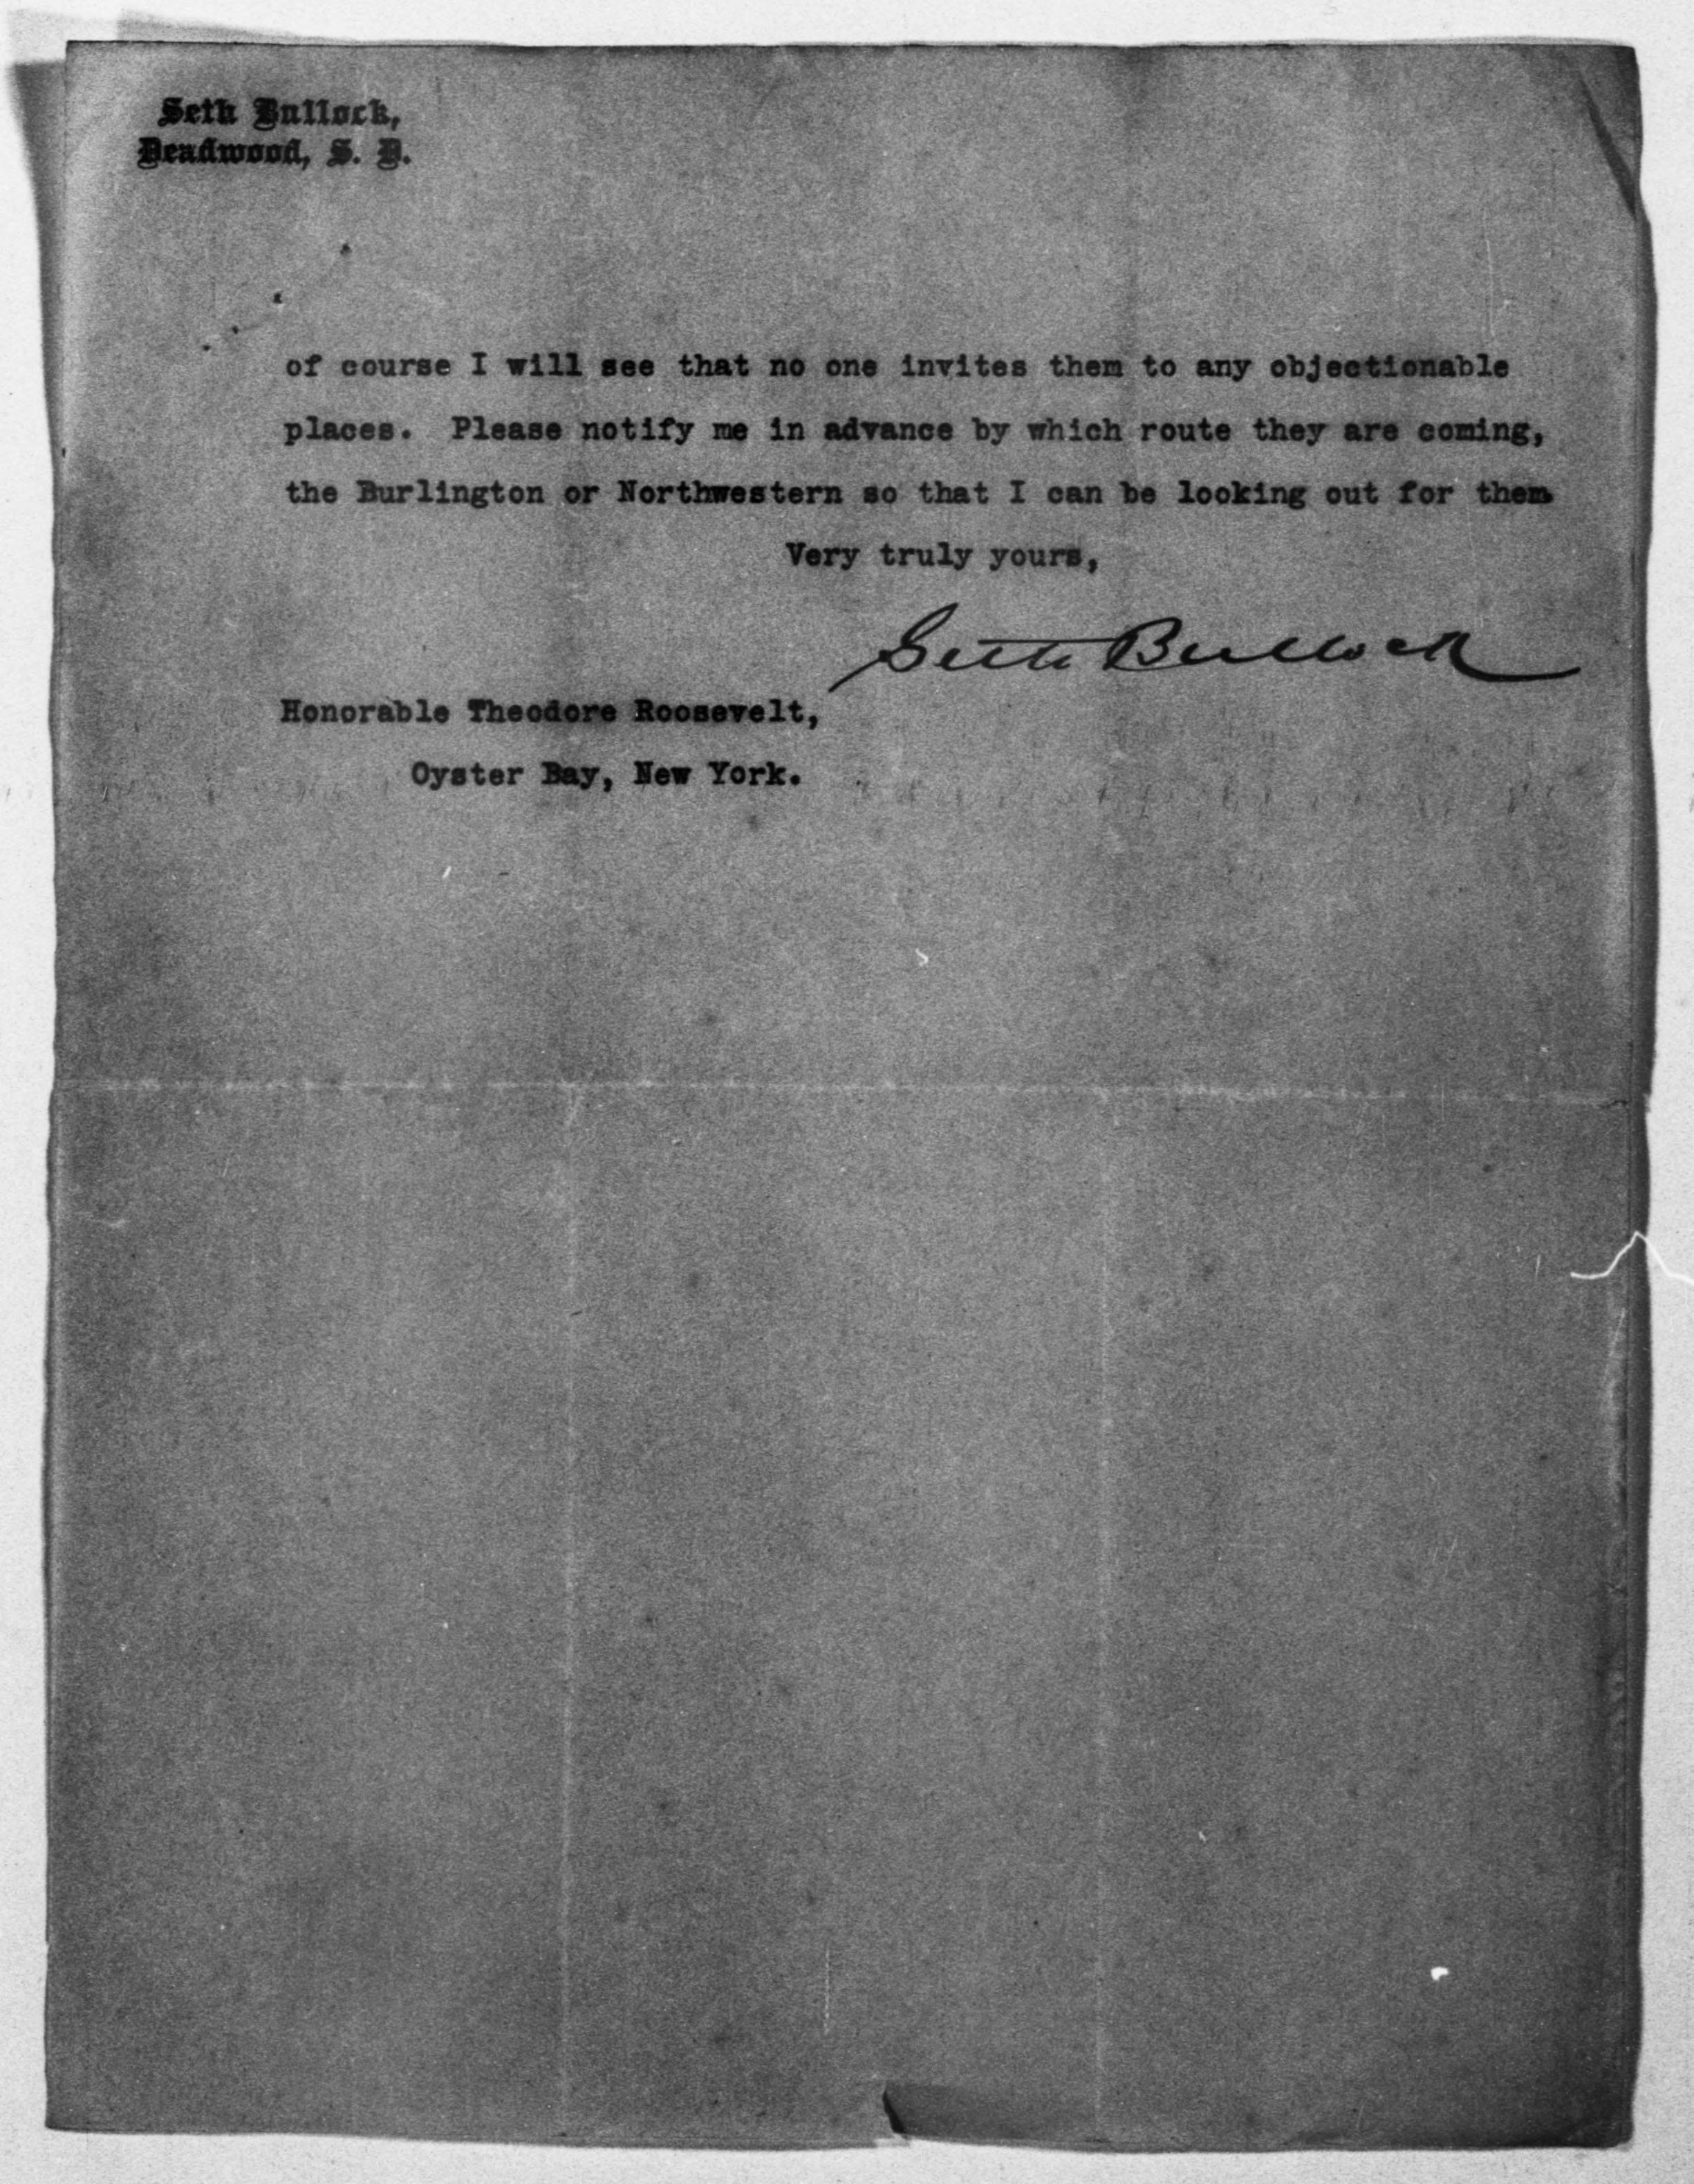 Seth Bullock,
Deadwood, S. D.
of course I will see that no one invites them to any objectionable
places. Please notify me in advance by which route they are coming,
the Burlington or Northwestern so that I can be looking out for them
Very truly yours,
Seth Bullock
Honorable Theodore Roosevelt,
Oyster Bay, New York.